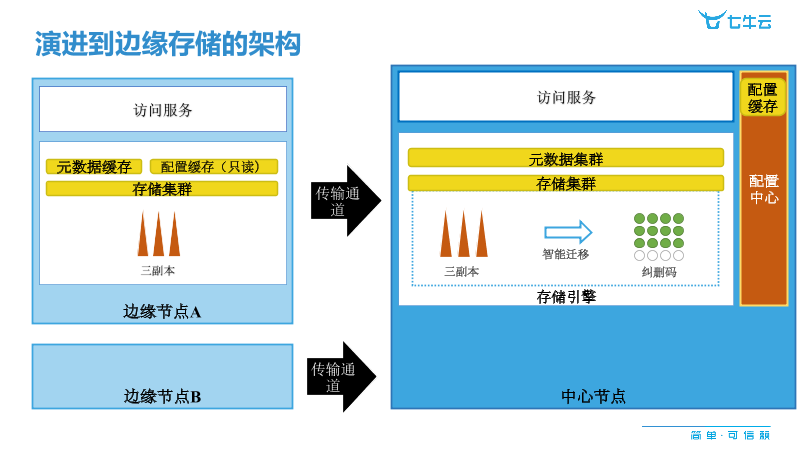 七牛云
演进到边缘存储的架构
访问服务
元数据缓存
配置缓存（只读）
存储集群
三副本
边缘节点A
边缘节点B
传输通
道
传输通
道
访问服务
元数据集群
存储集群
三副本
智能迁移
纠删码
存储引擎
中心节点
配置
缓存
配置
中心
简单·可信赖